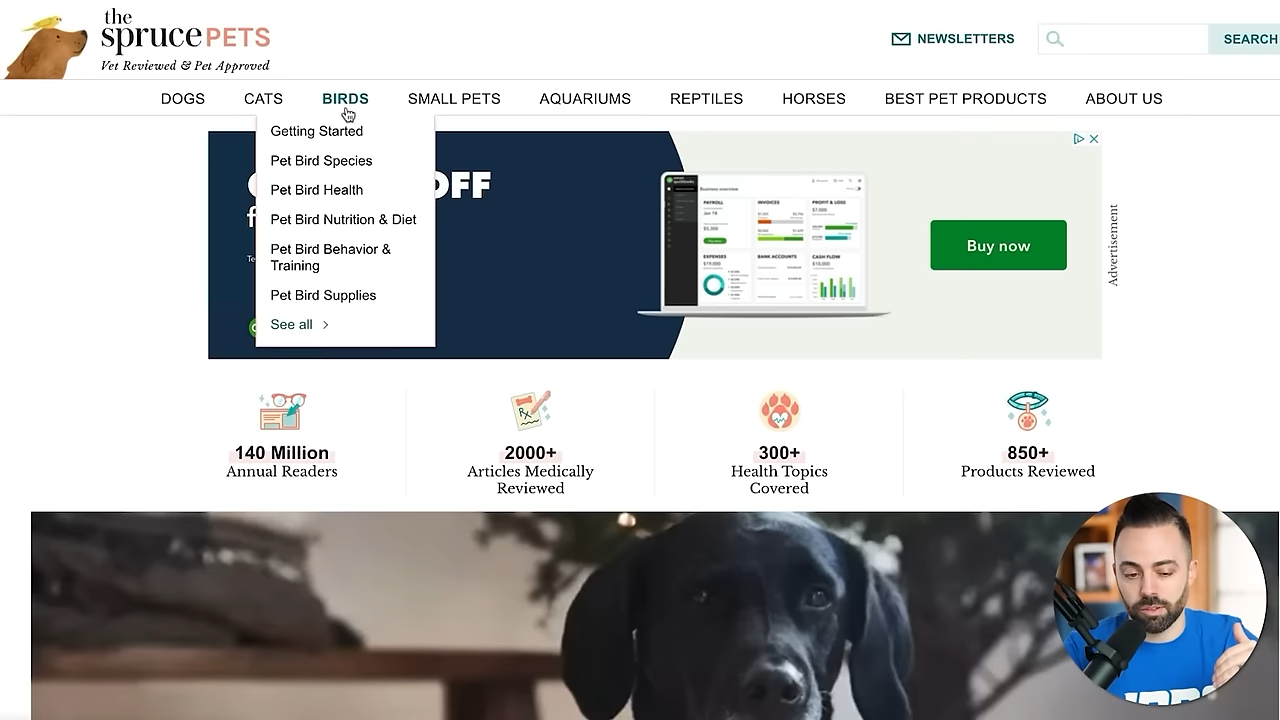 the
sprucePETS
Vet Reviewed & Pet Approved
NEWSLETTERS
SEARCH
DOGS CATS BIRDS SMALL PETS AQUARIUMS REPTILES HORSES BEST PET PRODUCTS ABOUT US
Getting Started
Pet Bird Species
Pet Bird Health
Pet Bird Nutrition & Diet
Pet Bird Behavior &
Training
Pet Bird Supplies
See all
OFF
Business overview
PAYROLL INVOICES PROFIT & LOSS
EXPENSES BANK ACCOUNTS CASH FLOW
Buy now
Advertisement
140 Million
Annual Readers
2000+
Articles Medically
Reviewed
300+
Health Topics
Covered
850+
Products Reviewed